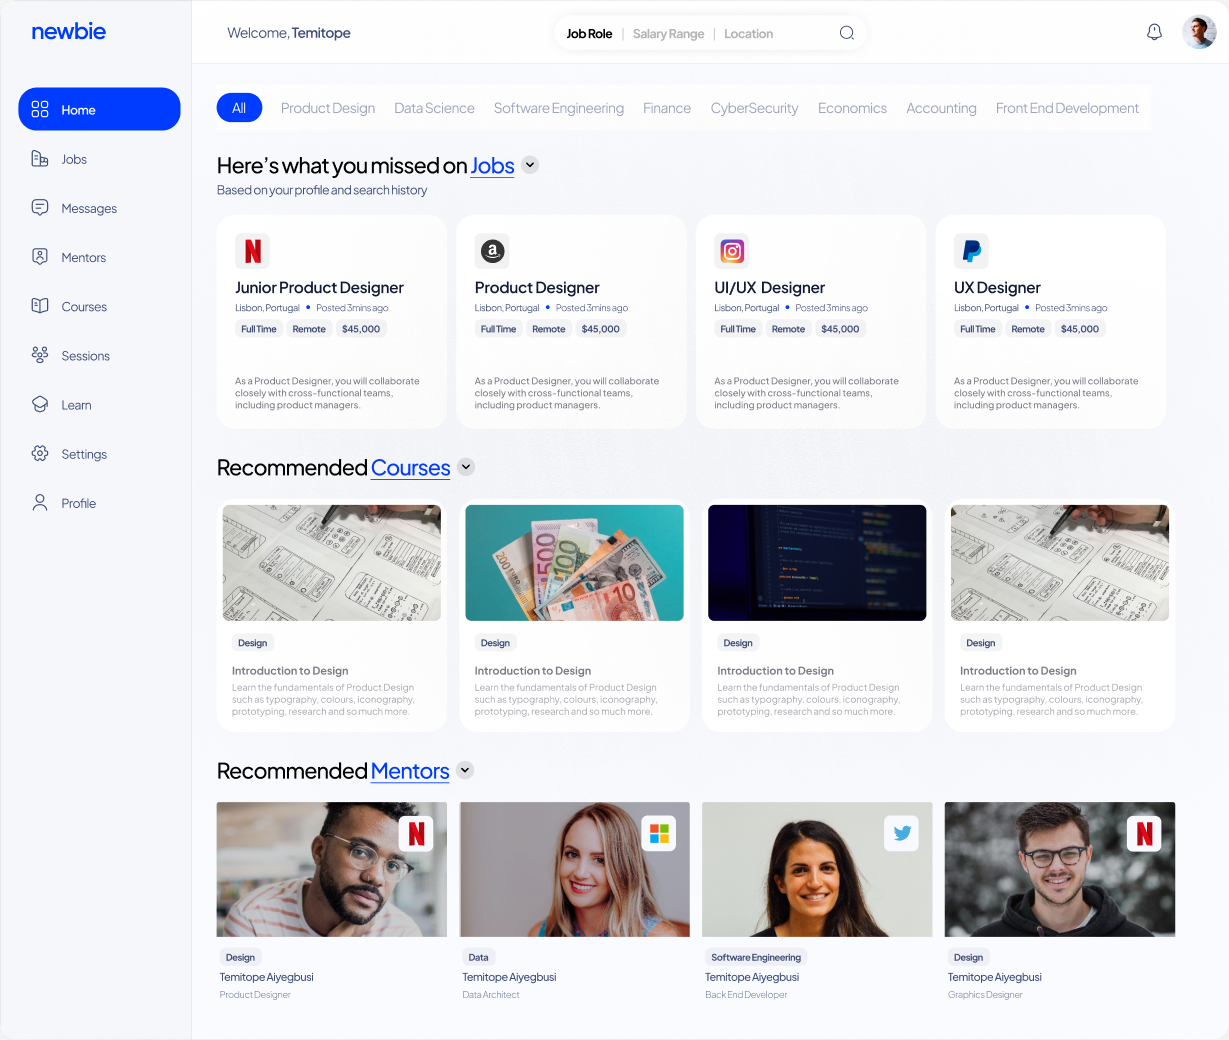 newbie
Welcome, Temitope
Job Role | Salary Range | Location
Home
Jobs
Messages
Mentors
Courses
Sessions
Learn
Settings
Profile
All Product Design Data Science Software Engineering Finance CyberSecurity Economics Accounting Front End Development
Here's what you missed on Jobs
Based on your profile and search history
Junior Product Designer
Lisbon, Portugal • Posted 3mins ago
Full Time Remote $45,000
As a Product Designer, you will collaborate
closely with cross-functional teams,
including product managers.
Product Designer
Lisbon, Portugal • Posted 3mins ago
Full Time Remote $45,000
As a Product Designer, you will collaborate
closely with cross-functional teams,
including product managers.
UI/UX Designer
Lisbon, Portugal • Posted 3mins ago
Full Time Remote $45,000
As a Product Designer, you will collaborate
closely with cross-functional teams,
including product managers.
UX Designer
Lisbon, Portugal • Posted 3mins ago
Full Time Remote $45,000
As a Product Designer, you will collaborate
closely with cross-functional teams,
including product managers.
Recommended Courses
Design
Introduction to Design
Learn the fundamentals of Product Design
such as typography, colours, iconography,
prototyping, research and so much more.
200 500 100 10
Design
Introduction to Design
Learn the fundamentals of Product Design
such as typography, colours, iconography,
prototyping, research and so much more.
Design
Introduction to Design
Learn the fundamentals of Product Design
such as typography, colours, iconography,
prototyping, research and so much more.
Design
Introduction to Design
Learn the fundamentals of Product Design
such as typography, colours, iconography,
prototyping, research and so much more.
Recommended Mentors
Design
Temitope Aiyegbusi
Product Designer
Data
Temitope Aiyegbusi
Data Architect
Software Engineering
Temitope Aiyegbusi
Back End Developer
Design
Temitope Aiyegbusi
Graphics Designer